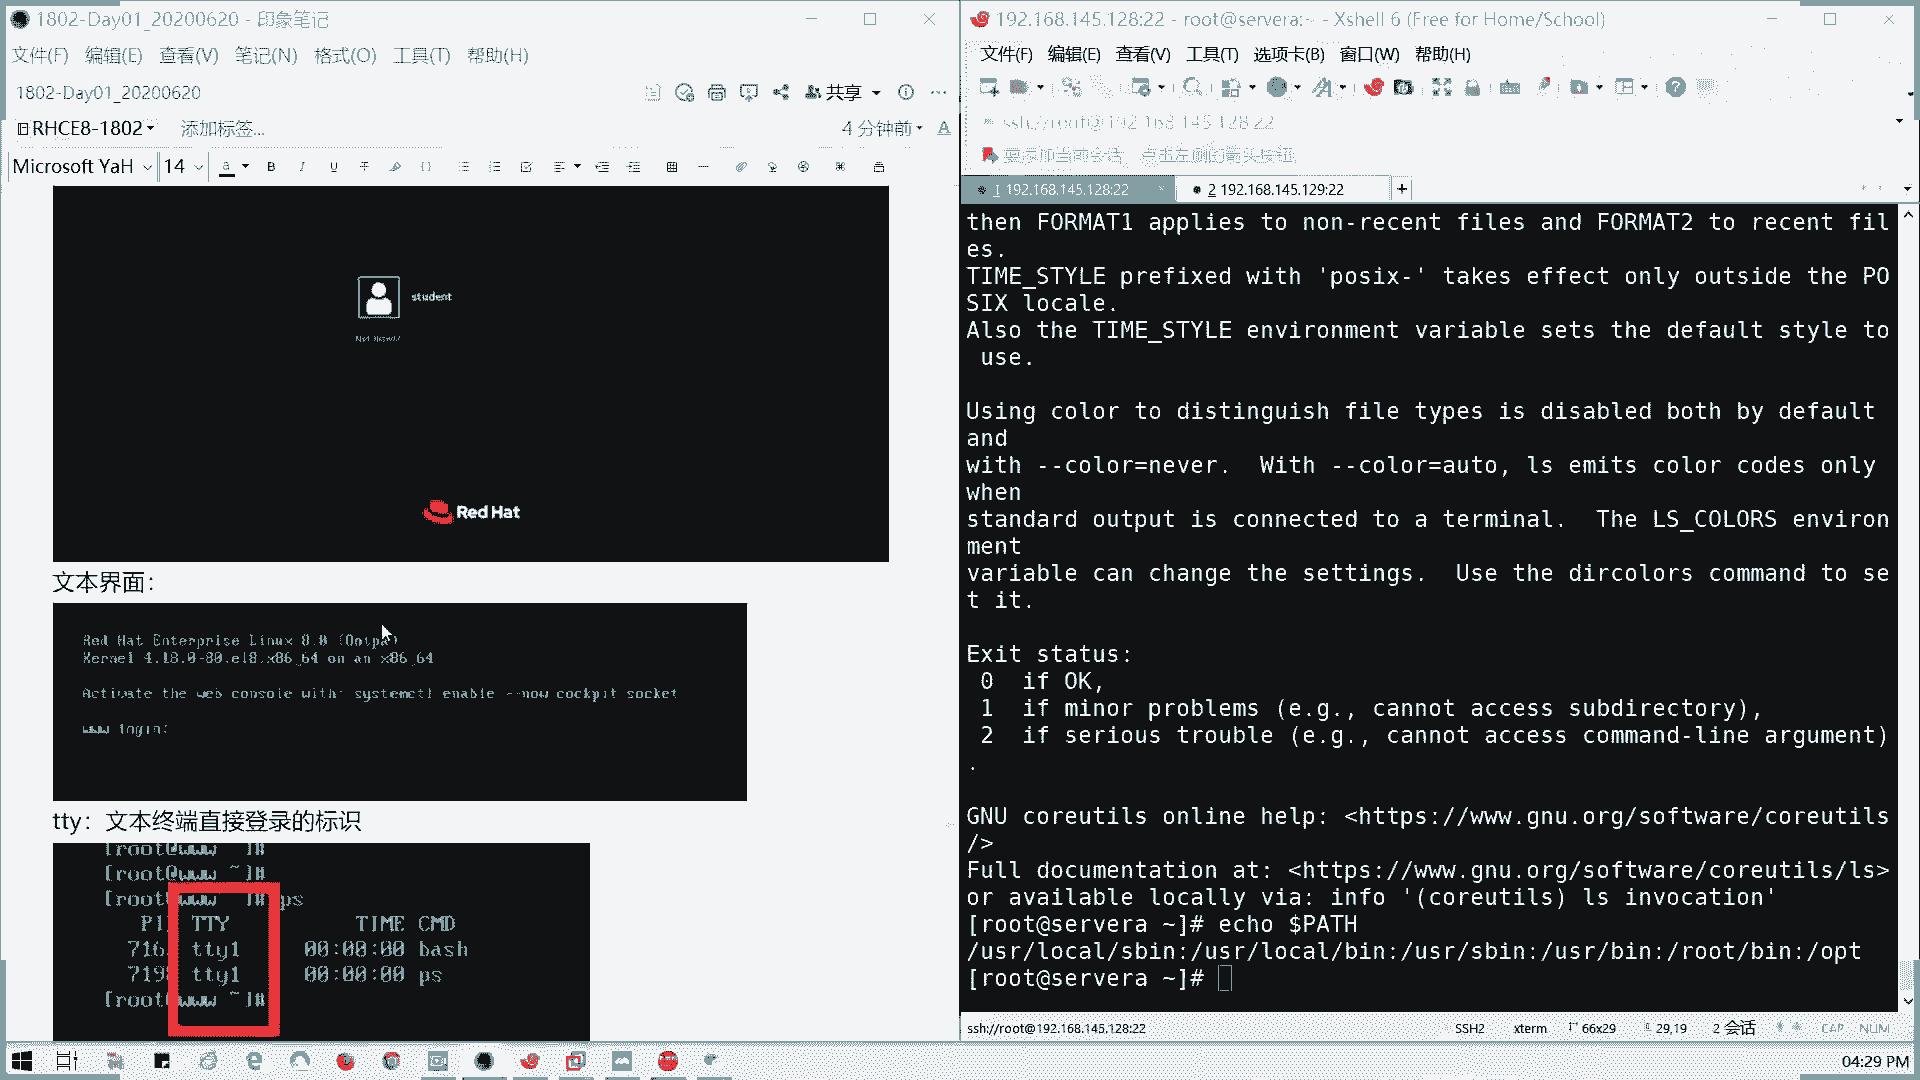 1802-Day01_20200620 - 印象笔记
文件(F) 编辑(E) 查看(V) 笔记(N) 格式(O) 工具(T) 帮助(H)
1802-Day01_20200620
共享
RHCE8-1802
添加标签...
4 分钟前
Microsoft YaH 14
student
Not listed?
Red Hat
文本界面：
Red Hat Enterprise Linux 8.0 (Ootpa)
Kernel 4.18.0-80.el8.x86_64 on an x86_64
Activate the web console with: systemctl enable --now cockpit.socket
www login:
tty：文本终端直接登录的标识
[root@www ~]#
[root@www ~]#
[root@www ~]# ps
TTY TIME CMD
tty1 00:00:00 bash
tty1 00:00:00 ps
[root@www ~]#
192.168.145.128:22 - root@servera:~ - Xshell 6 (Free for Home/School)
文件(F) 编辑(E) 查看(V) 工具(T) 选项卡(B) 窗口(W) 帮助(H)
ssh://root@192.168.145.128:22
要添加当前会话，点击左侧的箭头按钮。
1 192.168.145.128:22
2 192.168.145.129:22
then FORMAT1 applies to non-recent files and FORMAT2 to recent fil
es.
TIME_STYLE prefixed with 'posix-' takes effect only outside the PO
SIX locale.
Also the TIME_STYLE environment variable sets the default style to
use.
Using color to distinguish file types is disabled both by default
and
with --color=never.  With --color=auto, ls emits color codes only
when
standard output is connected to a terminal.  The LS_COLORS environ
ment
variable can change the settings.  Use the dircolors command to se
t it.
Exit status:
0  if OK,
1  if minor problems (e.g., cannot access subdirectory),
2  if serious trouble (e.g., cannot access command-line argument)
.
GNU coreutils online help: <https://www.gnu.org/software/coreutils
/>
Full documentation at: <https://www.gnu.org/software/coreutils/ls>
or available locally via: info '(coreutils) ls invocation'
[root@servera ~]# echo $PATH
/usr/local/sbin:/usr/local/bin:/usr/sbin:/usr/bin:/root/bin:/opt
[root@servera ~]#
ssh://root@192.168.145.128:22 SSH2 xterm 66x29 29,19 2 会话 CAP NUM
04:29 PM